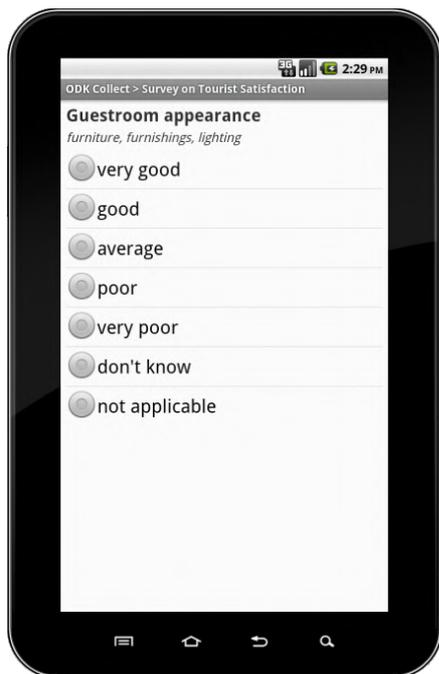 3G 2:29 PM
ODK Collect > Survey on Tourist Satisfaction
Guestroom appearance
furniture, furnishings, lighting
very good
good
average
poor
very poor
don't know
not applicable